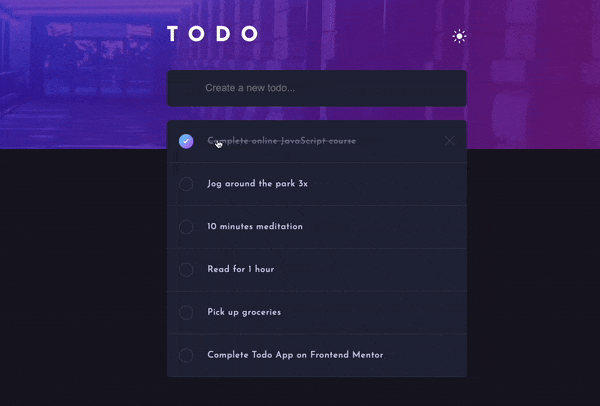 TODO
Create a new todo...
Complete online JavaScript course
Jog around the park 3x
10 minutes meditation
Read for 1 hour
Pick up groceries
Complete Todo App on Frontend Mentor